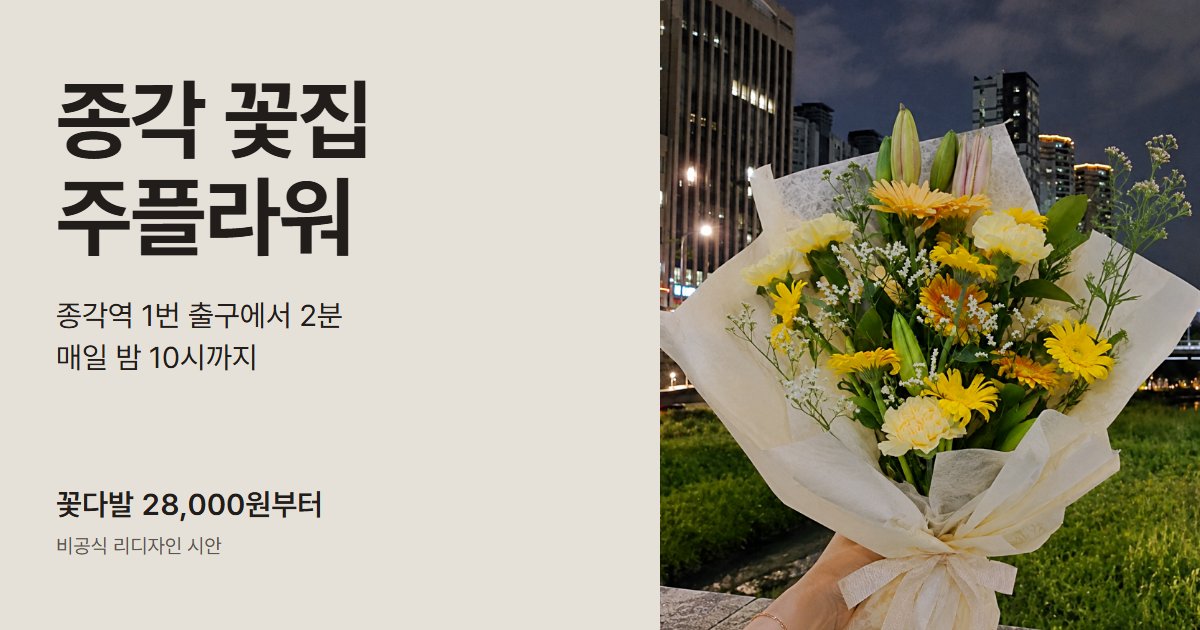 종각 꽃집
주플라워
종각역 1번 출구에서 2분
매일 밤 10시까지
꽃다발 28,000원부터
비공식 리디자인 시안